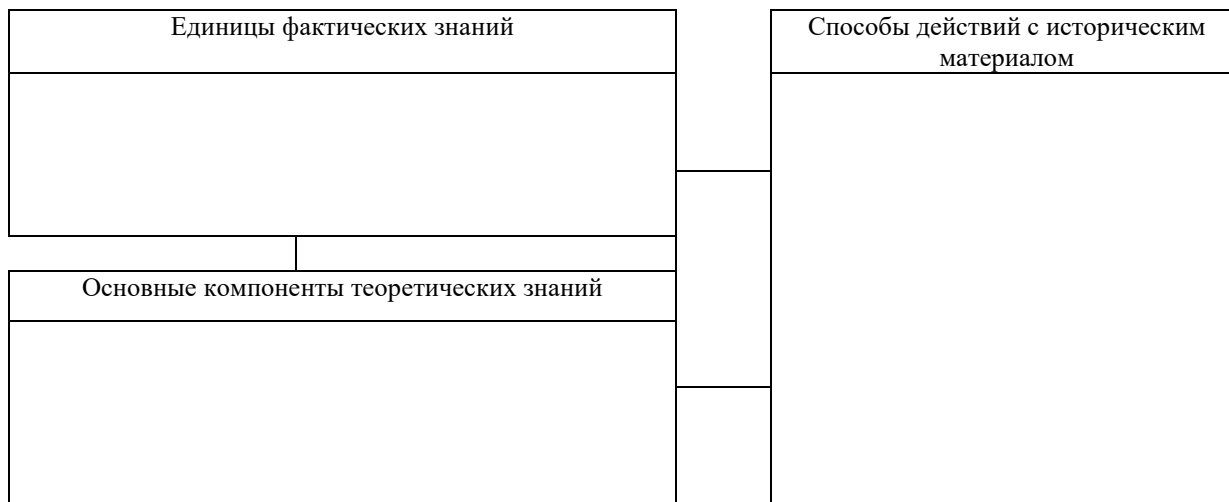 Единицы фактических знаний
Способы действий с историческим
материалом
Основные компоненты теоретических знаний